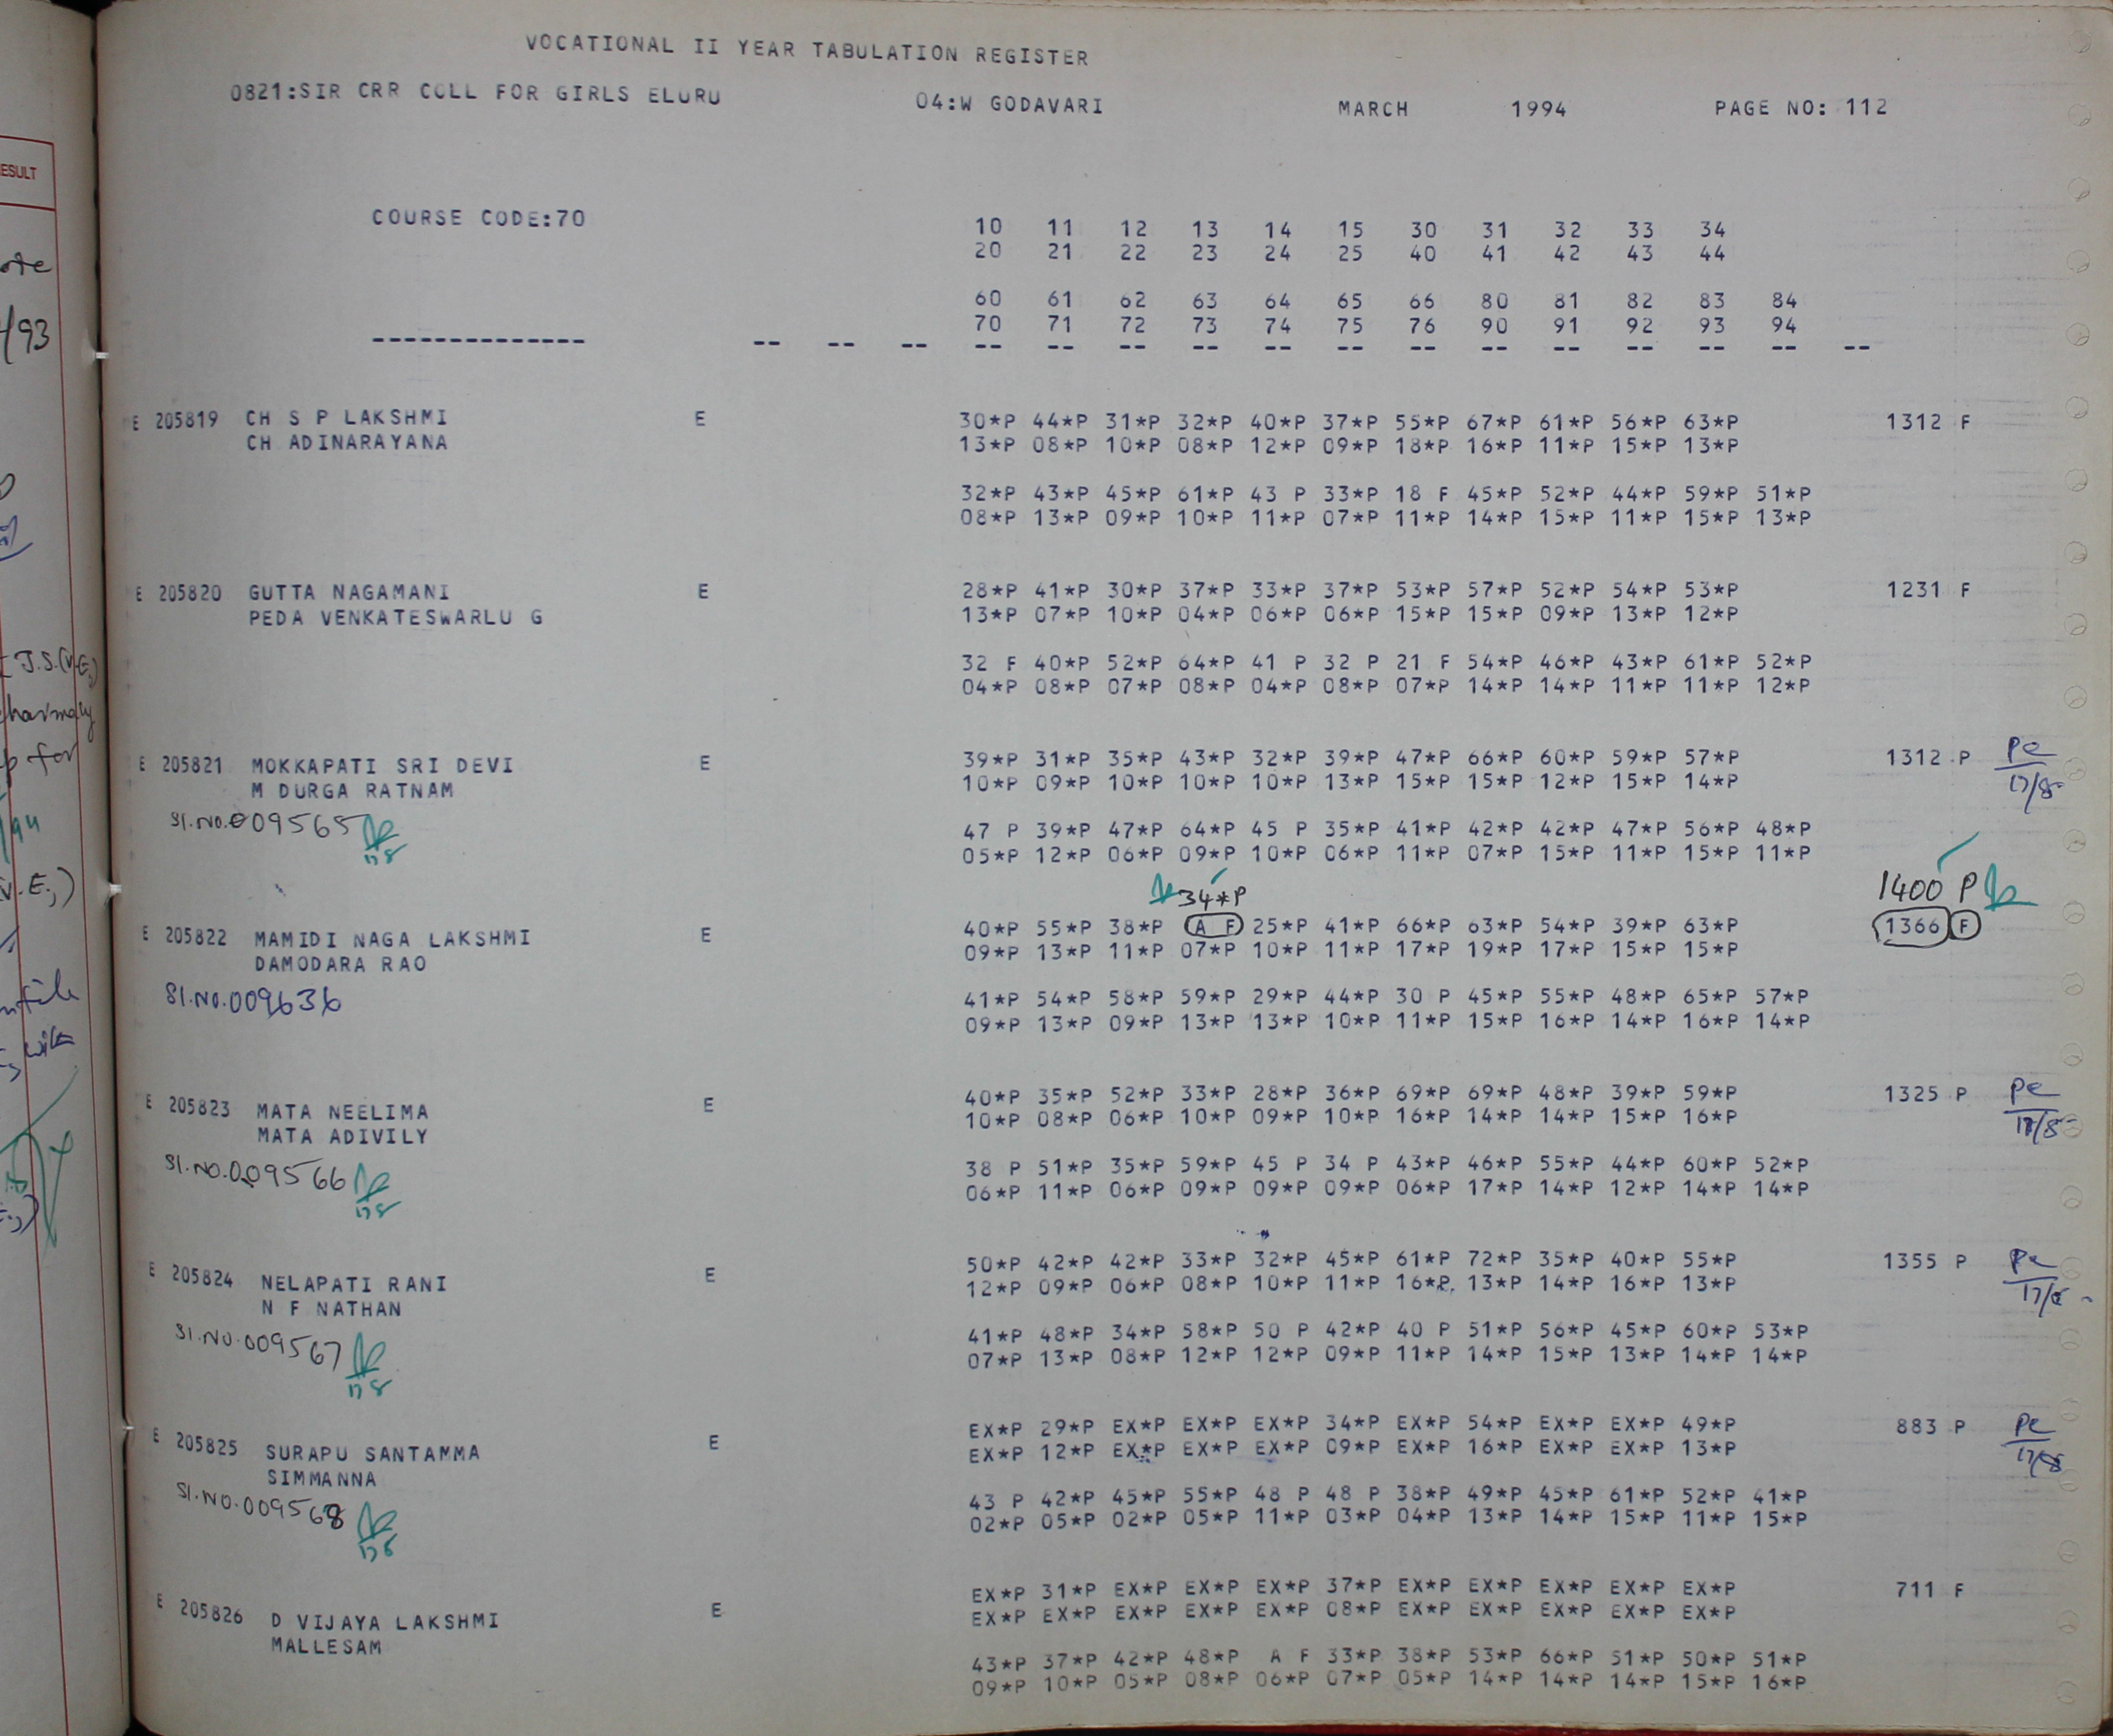 VOCATIONAL II YEAR TABULATION REGISTER
0821:SIR CRR COLL FOR GIRLS ELURU 04:W GODAVARI MARCH 1994 PAGE NO: 112
ESULT
COURSE CODE:70
10 11 12 13 14 15 30 31 32 33 34
20 21 22 23 24 25 40 41 42 43 44
60 61 62 63 64 65 66 80 81 82 83 84
70 71 72 73 74 75 76 90 91 92 93 94
-------------- -- -- -- -- -- -- -- -- -- -- -- -- -- -- -- --
E 205819 CH S P LAKSHMI E 30*P 44*P 31*P 32*P 40*P 37*P 55*P 67*P 61*P 56*P 63*P 1312 F
CH ADINARAYANA 13*P 08*P 10*P 08*P 12*P 09*P 18*P 16*P 11*P 15*P 13*P
32*P 43*P 45*P 61*P 43 P 33*P 18 F 45*P 52*P 44*P 59*P 51*P
08*P 13*P 09*P 10*P 11*P 07*P 11*P 14*P 15*P 11*P 15*P 13*P
E 205820 GUTTA NAGAMANI E 28*P 41*P 30*P 37*P 33*P 37*P 53*P 57*P 52*P 54*P 53*P 1231 F
PEDA VENKATESWARLU G 13*P 07*P 10*P 04*P 06*P 06*P 15*P 15*P 09*P 13*P 12*P
32 F 40*P 52*P 64*P 41 P 32 P 21 F 54*P 46*P 43*P 61*P 52*P
04*P 08*P 07*P 08*P 04*P 08*P 07*P 14*P 14*P 11*P 11*P 12*P
E 205821 MOKKAPATI SRI DEVI E 39*P 31*P 35*P 43*P 32*P 39*P 47*P 66*P 60*P 59*P 57*P 1312 P
M DURGA RATNAM 10*P 09*P 10*P 10*P 10*P 13*P 15*P 15*P 12*P 15*P 14*P
Sl.No.009565
47 P 39*P 47*P 64*P 45 P 35*P 41*P 42*P 42*P 47*P 56*P 48*P
05*P 12*P 06*P 09*P 10*P 06*P 11*P 07*P 15*P 11*P 15*P 11*P
34*P 1400 P
E 205822 MAMIDI NAGA LAKSHMI E 40*P 55*P 38*P A F 25*P 41*P 66*P 63*P 54*P 39*P 63*P 1366 F
DAMODARA RAO 09*P 13*P 11*P 07*P 10*P 11*P 17*P 19*P 17*P 15*P 15*P
Sl.No.009636
41*P 54*P 58*P 59*P 29*P 44*P 30 P 45*P 55*P 48*P 65*P 57*P
09*P 13*P 09*P 13*P 13*P 10*P 11*P 15*P 16*P 14*P 16*P 14*P
E 205823 MATA NEELIMA E 40*P 35*P 52*P 33*P 28*P 36*P 69*P 69*P 48*P 39*P 59*P 1325 P
MATA ADIVILY 10*P 08*P 06*P 10*P 09*P 10*P 16*P 14*P 14*P 15*P 16*P
Sl.No.009566
38 P 51*P 35*P 59*P 45 P 34 P 43*P 46*P 55*P 44*P 60*P 52*P
06*P 11*P 06*P 09*P 09*P 09*P 06*P 17*P 14*P 12*P 14*P 14*P
E 205824 NELAPATI RANI E 50*P 42*P 42*P 33*P 32*P 45*P 61*P 72*P 35*P 40*P 55*P 1355 P
N F NATHAN 12*P 09*P 06*P 08*P 10*P 11*P 16*P 13*P 14*P 16*P 13*P
Sl.No.009567
41*P 48*P 34*P 58*P 50 P 42*P 40 P 51*P 56*P 45*P 60*P 53*P
07*P 13*P 08*P 12*P 12*P 09*P 11*P 14*P 15*P 13*P 14*P 14*P
E 205825 SURAPU SANTAMMA E EX*P 29*P EX*P EX*P EX*P 34*P EX*P 54*P EX*P EX*P 49*P 883 P
SIMMANNA EX*P 12*P EX*P EX*P EX*P 09*P EX*P 16*P EX*P EX*P 13*P
Sl.No.009568
43 P 42*P 45*P 55*P 48 P 48 P 38*P 49*P 45*P 61*P 52*P 41*P
02*P 05*P 02*P 05*P 11*P 03*P 04*P 13*P 14*P 15*P 11*P 15*P
E 205826 D VIJAYA LAKSHMI E EX*P 31*P EX*P EX*P EX*P 37*P EX*P EX*P EX*P EX*P EX*P 711 F
MALLESAM EX*P EX*P EX*P EX*P EX*P 08*P EX*P EX*P EX*P EX*P EX*P
43*P 37*P 42*P 48*P A F 33*P 38*P 53*P 66*P 51*P 50*P 51*P
09*P 10*P 05*P 08*P 06*P 07*P 05*P 14*P 14*P 14*P 15*P 16*P